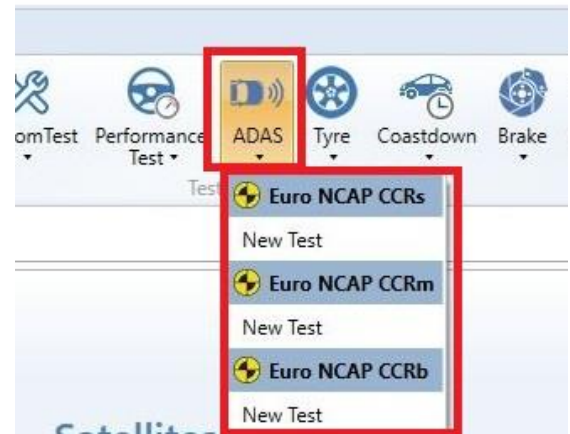 omTest Performance Test ADAS Tyre Coastdown Brake
Test
Euro NCAP CCRs
New Test
Euro NCAP CCRm
New Test
Euro NCAP CCRb
New Test